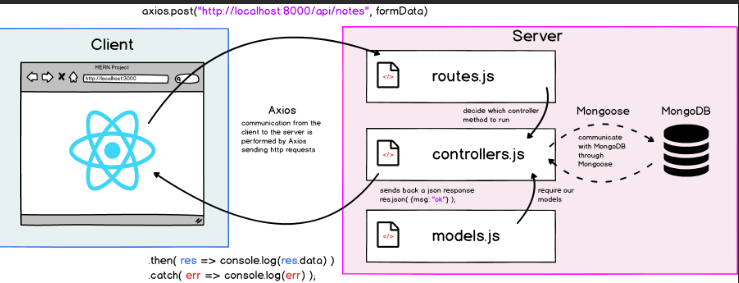 axios.post("http://localhost:8000/api/notes", formData)
Client
Server
MERN Project
http://localhost:3000
routes.js
Axios
communication from the
client to the server is
performed by Axios
sending http requests
decide which controller
method to run
Mongoose
MongoDB
controllers.js
communicate
with MongoDB
through
Mongoose
sends back a json response
res.json( {msg: "ok"} );
require our
models
models.js
.then( res => console.log(res.data) )
.catch( err => console.log(err) );